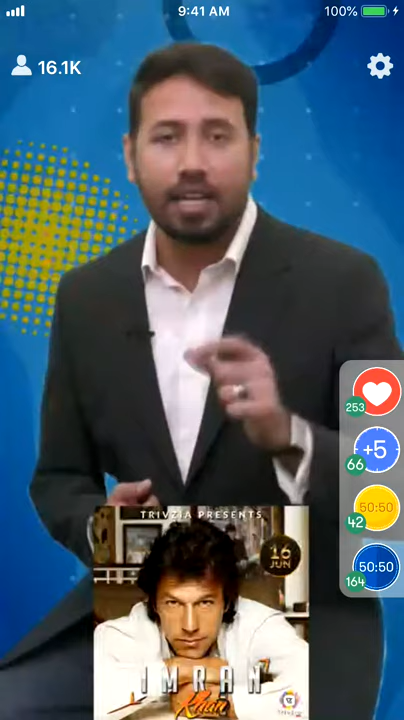 9:41 AM
100%
16.1K
253
+5
66
50:50
42
50:50
164
TRIVZIA PRESENTS
16
JUN
IMRAN
Khan